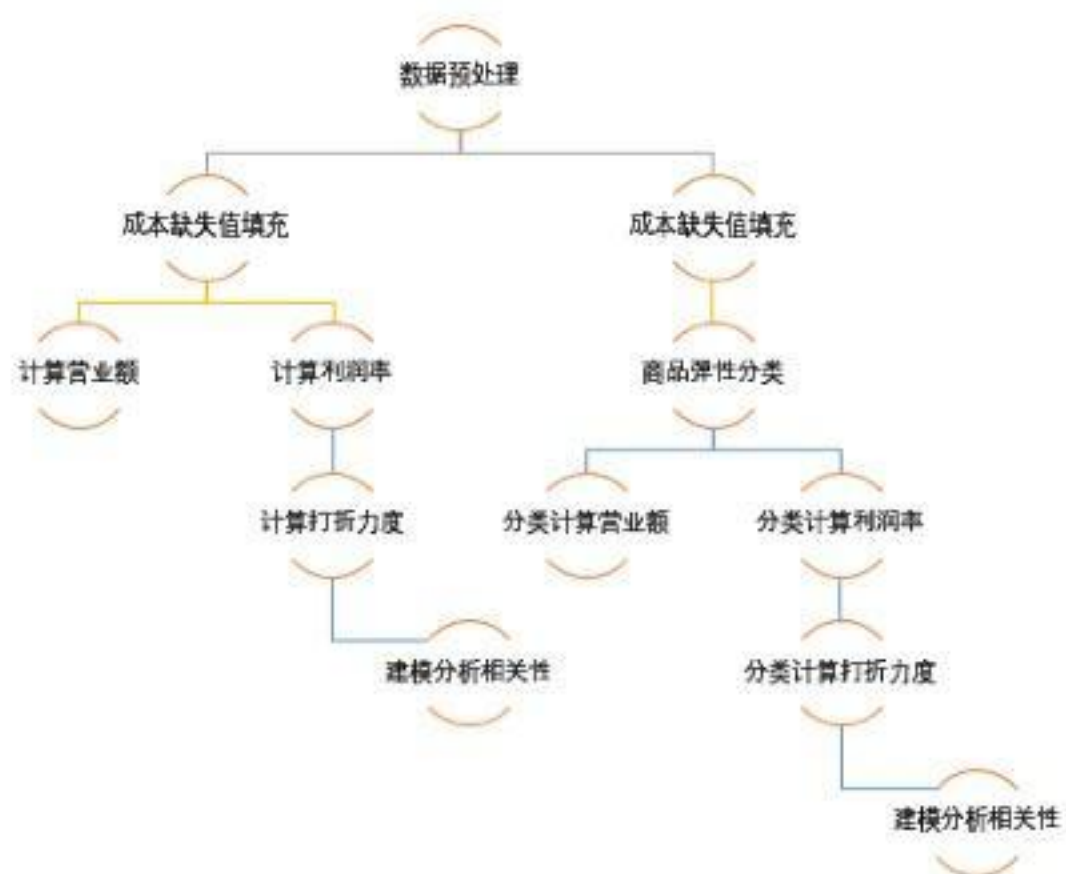 数据预处理
成本缺失值填充
成本缺失值填充
计算营业额
计算利润率
商品弹性分类
计算打折力度
分类计算营业额
分类计算利润率
建模分析相关性
分类计算打折力度
建模分析相关性